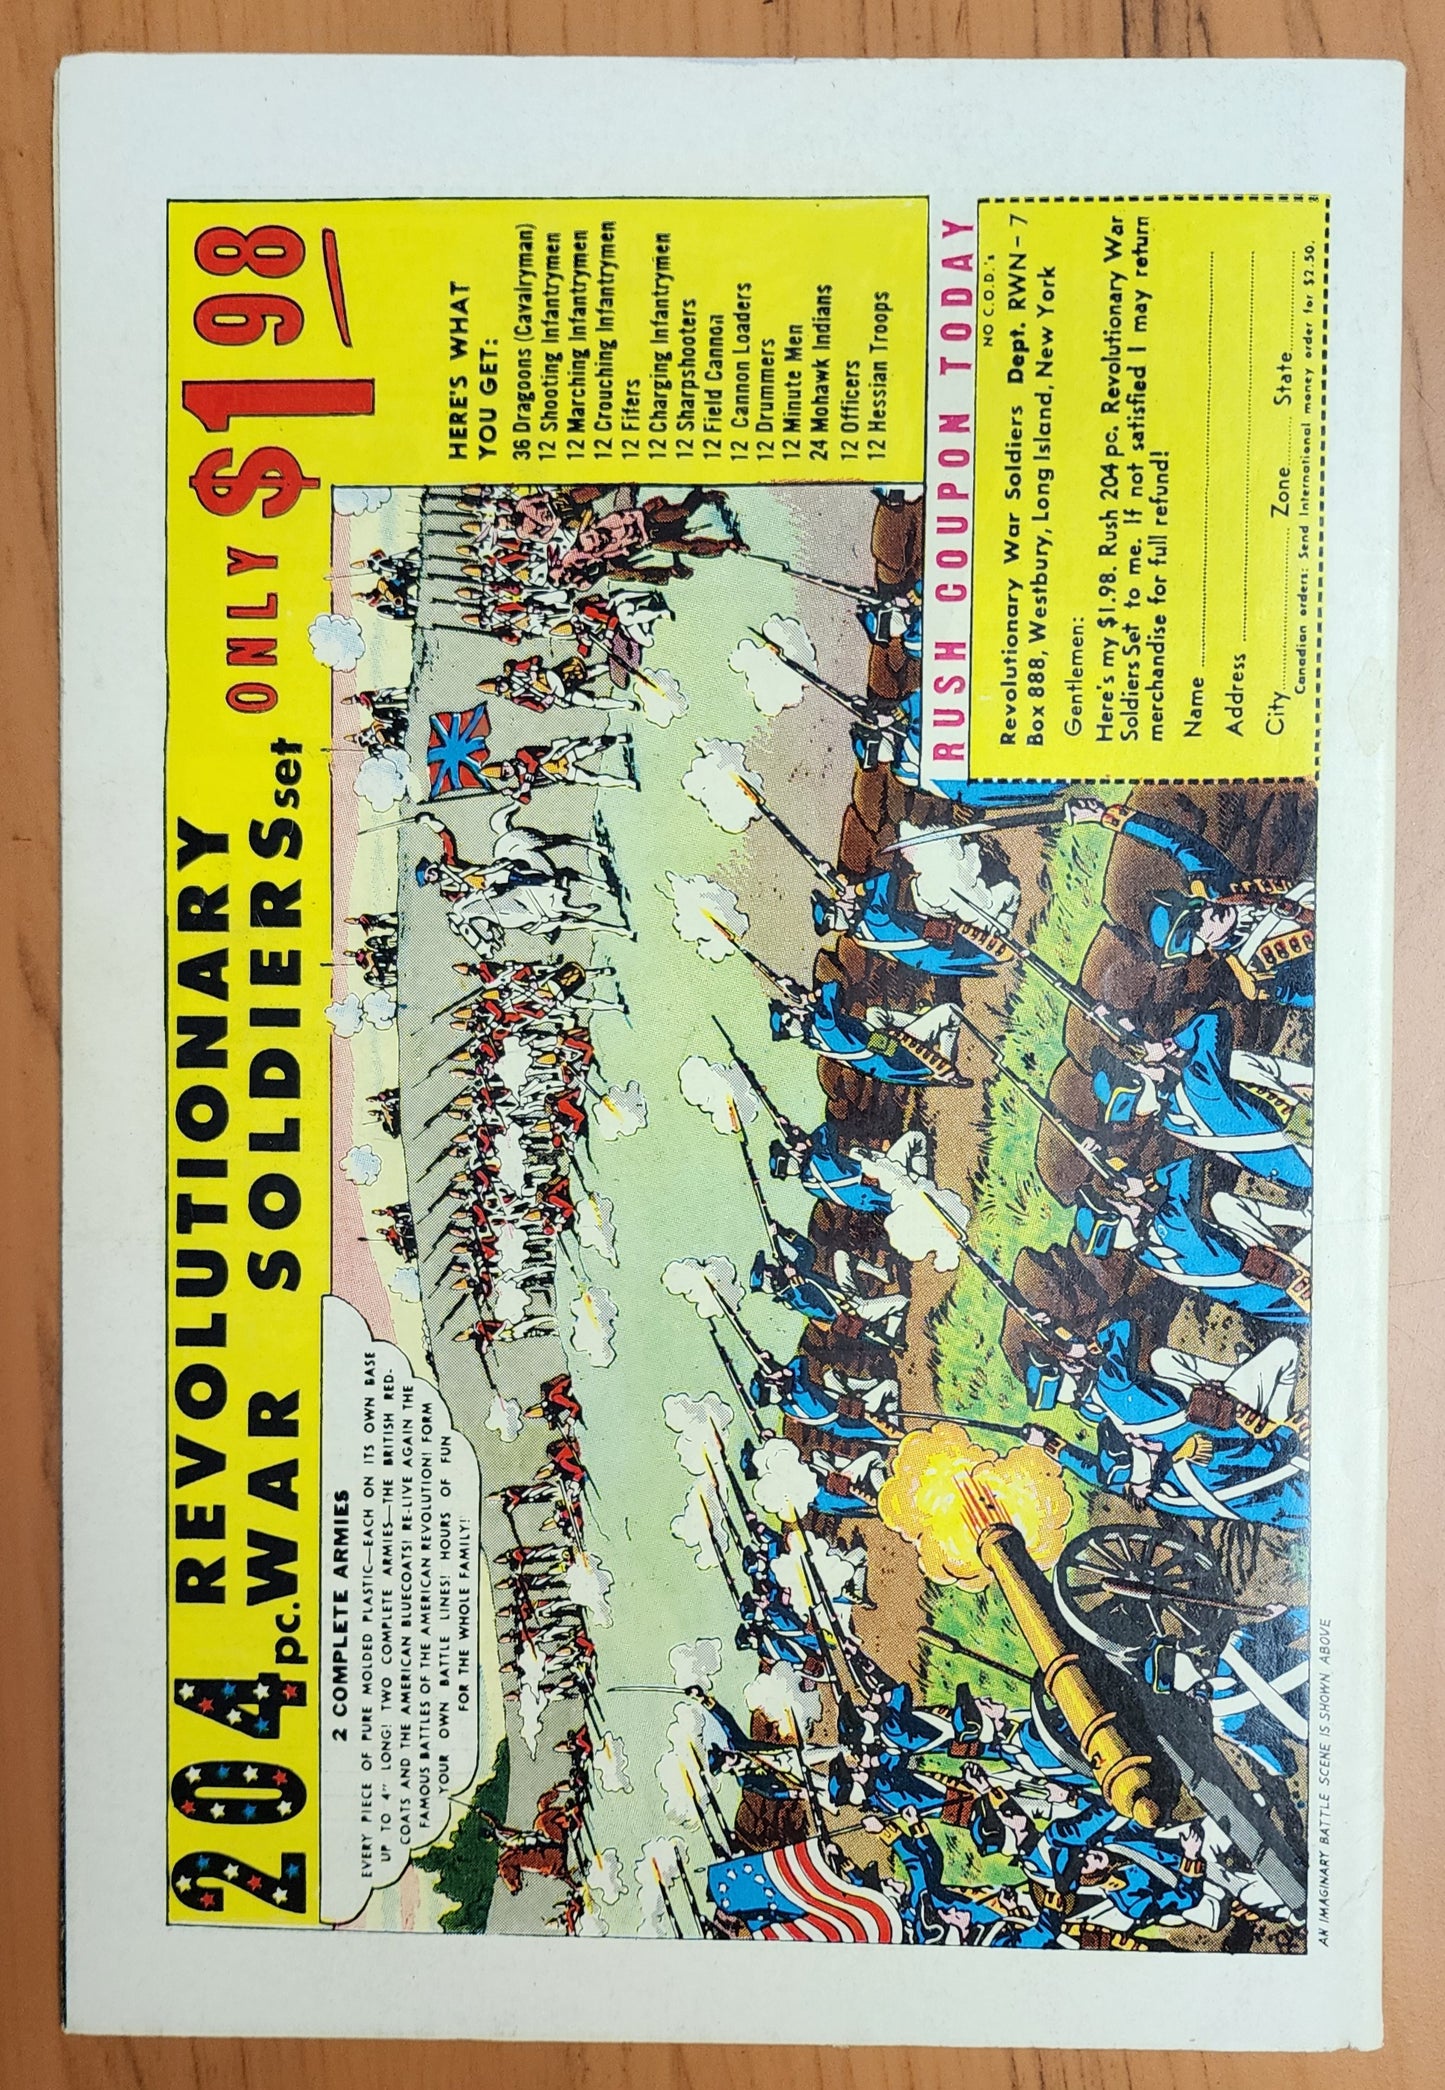 204 REVOLUTIONARY
pc. WAR SOLDIERS set ONLY $1 98
2 COMPLETE ARMIES
EVERY PIECE OF PURE MOLDED PLASTIC—EACH ON ITS OWN BASE
UP TO 4" LONG! TWO COMPLETE ARMIES—THE BRITISH RED-
COATS AND THE AMERICAN BLUECOATS! RE-LIVE AGAIN THE
FAMOUS BATTLES OF THE AMERICAN REVOLUTION! FORM
YOUR OWN BATTLE LINES! HOURS OF FUN
FOR THE WHOLE FAMILY!!
HERE'S WHAT
YOU GET:
36 Dragoons (Cavalryman)
12 Shooting Infantrymen
12 Marching Infantrymen
12 Crouching Infantrymen
12 Fifers
12 Charging Infantrymen
12 Sharpshooters
12 Field Cannon
12 Cannon Loaders
12 Drummers
12 Minute Men
24 Mohawk Indians
12 Officers
12 Hessian Troops
RUSH COUPON TODAY
NO C.O.D.'s
Revolutionary War Soldiers Dept. RWN-7
Box 888, Westbury, Long Island, New York
Gentlemen:
Here's my $1.98. Rush 204 pc. Revolutionary War
Soldiers Set to me. If not satisfied I may return
merchandise for full refund!
Name
Address
City Zone State
Canadian orders: Send International money order for $2.50.
AN IMAGINARY BATTLE SCENE IS SHOWN ABOVE